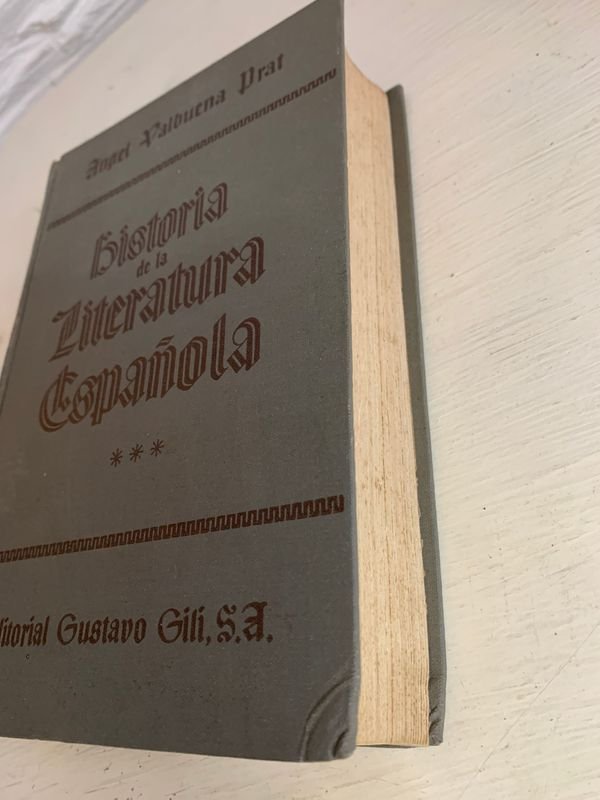 Angel Valbuena Prat
Historia
de la
Literatura
Española
***
ditorial Gustavo Gili, S.A.